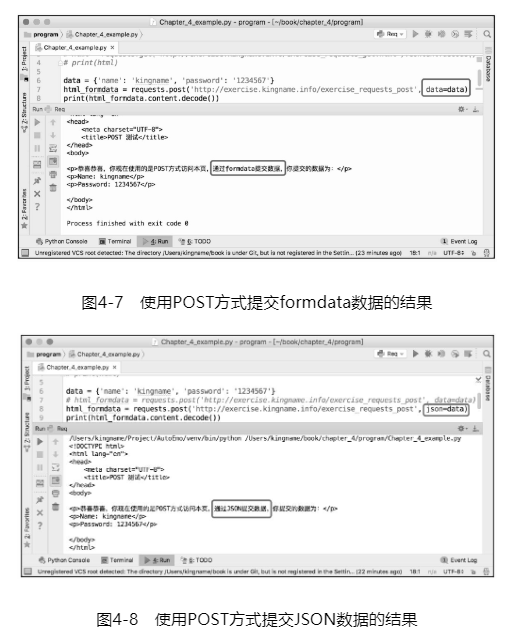 Chapter_4_example.py - program - [~/book/chapter_4/program]
program Chapter_4_example.py Req
Chapter_4_example.py ×
4 # print(html)
5
6 data = {'name': 'kingname', 'password': '1234567'}
7 html_formdata = requests.post('http://exercise.kingname.info/exercise_requests_post', data=data)
8 print(html_formdata.content.decode())
Run Req
<head>
<meta charset="UTF-8">
<title>POST 测试</title>
</head>
<body>
<p>恭喜恭喜，你现在使用的是POST方式访问本页，通过formdata提交数据，你提交的数据为：</p>
<p>Name: kingname</p>
<p>Password: 1234567</p>
</body>
</html>
Process finished with exit code 0
Python Console Terminal 4: Run 6: TODO Event Log
Unregistered VCS root detected: The directory /Users/kingname/book is under Git, but is not registered in the Settin... (23 minutes ago) 18:1 n/a UTF-8
图4-7 使用POST方式提交formdata数据的结果
Chapter_4_example.py - program - [~/book/chapter_4/program]
program Chapter_4_example.py Req
Chapter_4_example.py ×
5
6 data = {'name': 'kingname', 'password': '1234567'}
7 # html_formdata = requests.post('http://exercise.kingname.info/exercise_requests_post', data=data)
8 html_formdata = requests.post('http://exercise.kingname.info/exercise_requests_post', json=data)
9 print(html_formdata.content.decode())
Run Req
/Users/kingname/Project/AutoEmo/venv/bin/python /Users/kingname/book/chapter_4/program/Chapter_4_example.py
<!DOCTYPE html>
<html lang="en">
<head>
<meta charset="UTF-8">
<title>POST 测试</title>
</head>
<body>
<p>恭喜恭喜，你现在使用的是POST方式访问本页，通过JSON提交数据，你提交的数据为：</p>
<p>Name: kingname</p>
<p>Password: 1234567</p>
</body>
</html>
Python Console Terminal 4: Run 6: TODO Event Log
Unregistered VCS root detected: The directory /Users/kingname/book is under Git, but is not registered in the Settin... (22 minutes ago) 18:1 n/a UTF-8
图4-8 使用POST方式提交JSON数据的结果